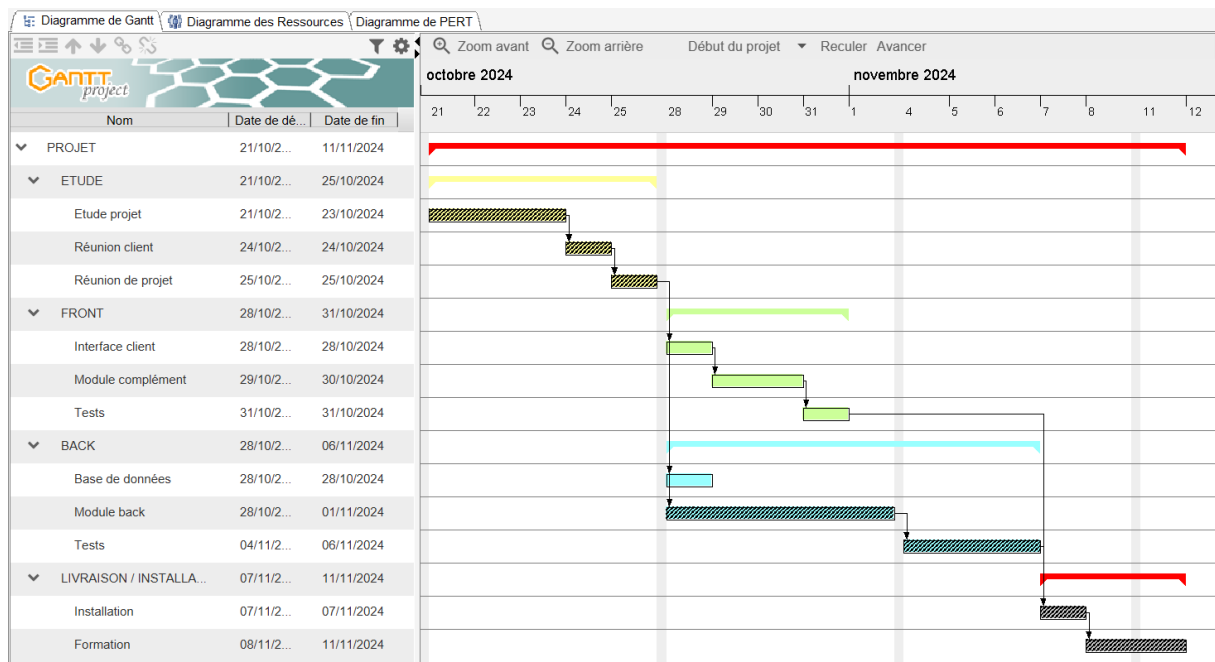 Diagramme de Gantt Diagramme des Ressources Diagramme de PERT
Zoom avant Zoom arrière Début du projet Reculer Avancer
GANTT project
octobre 2024 novembre 2024
21 22 23 24 25 28 29 30 31 1 4 5 6 7 8 11 12
Nom Date de dé... Date de fin
PROJET 21/10/2... 11/11/2024
ETUDE 21/10/2... 25/10/2024
Etude projet 21/10/2... 23/10/2024
Réunion client 24/10/2... 24/10/2024
Réunion de projet 25/10/2... 25/10/2024
FRONT 28/10/2... 31/10/2024
Interface client 28/10/2... 28/10/2024
Module complément 29/10/2... 30/10/2024
Tests 31/10/2... 31/10/2024
BACK 28/10/2... 06/11/2024
Base de données 28/10/2... 28/10/2024
Module back 28/10/2... 01/11/2024
Tests 04/11/2... 06/11/2024
LIVRAISON / INSTALLA... 07/11/2... 11/11/2024
Installation 07/11/2... 07/11/2024
Formation 08/11/2... 11/11/2024